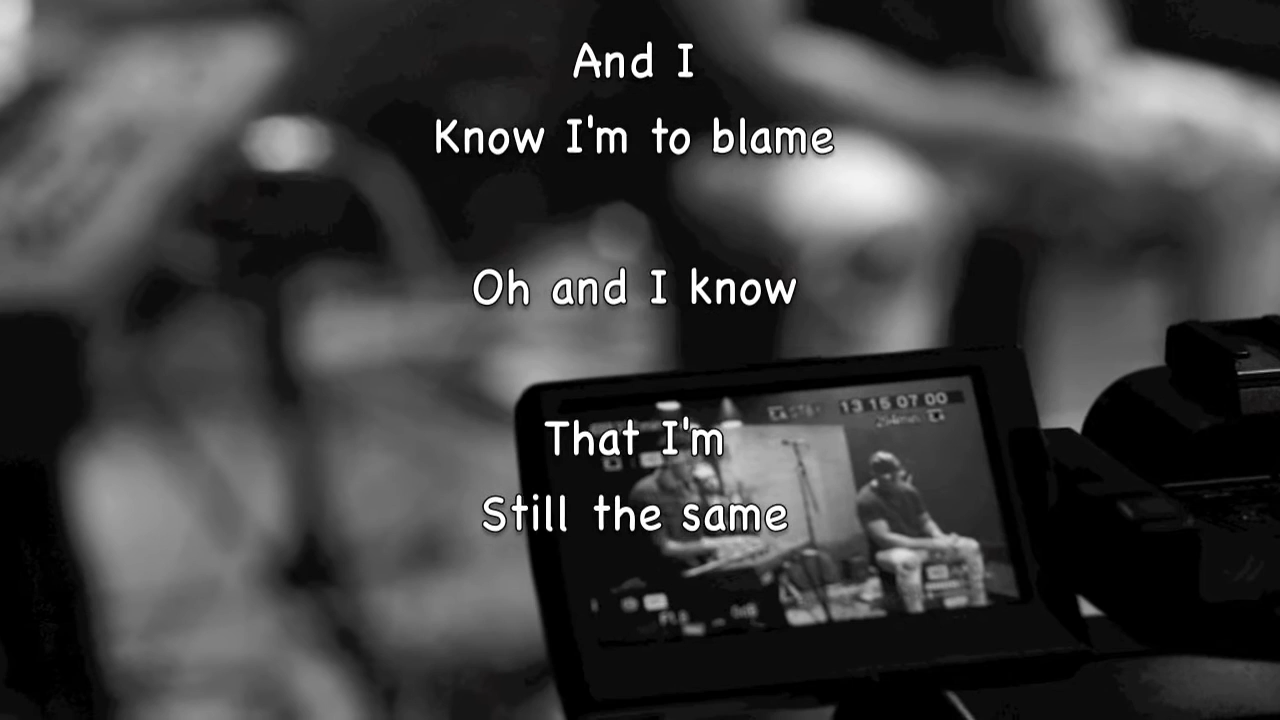 And I
Know I'm to blame
Oh and I know
13 15 07 00
That I'm
Still the same